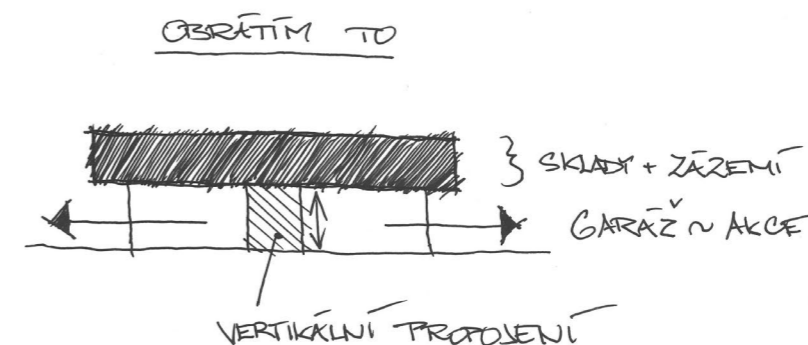 OBRÁTÍM TO
} SKLADY + ZÁZEMÍ
GARÁŽ ~ AKCE
VERTIKÁLNÍ PROPOJENÍ